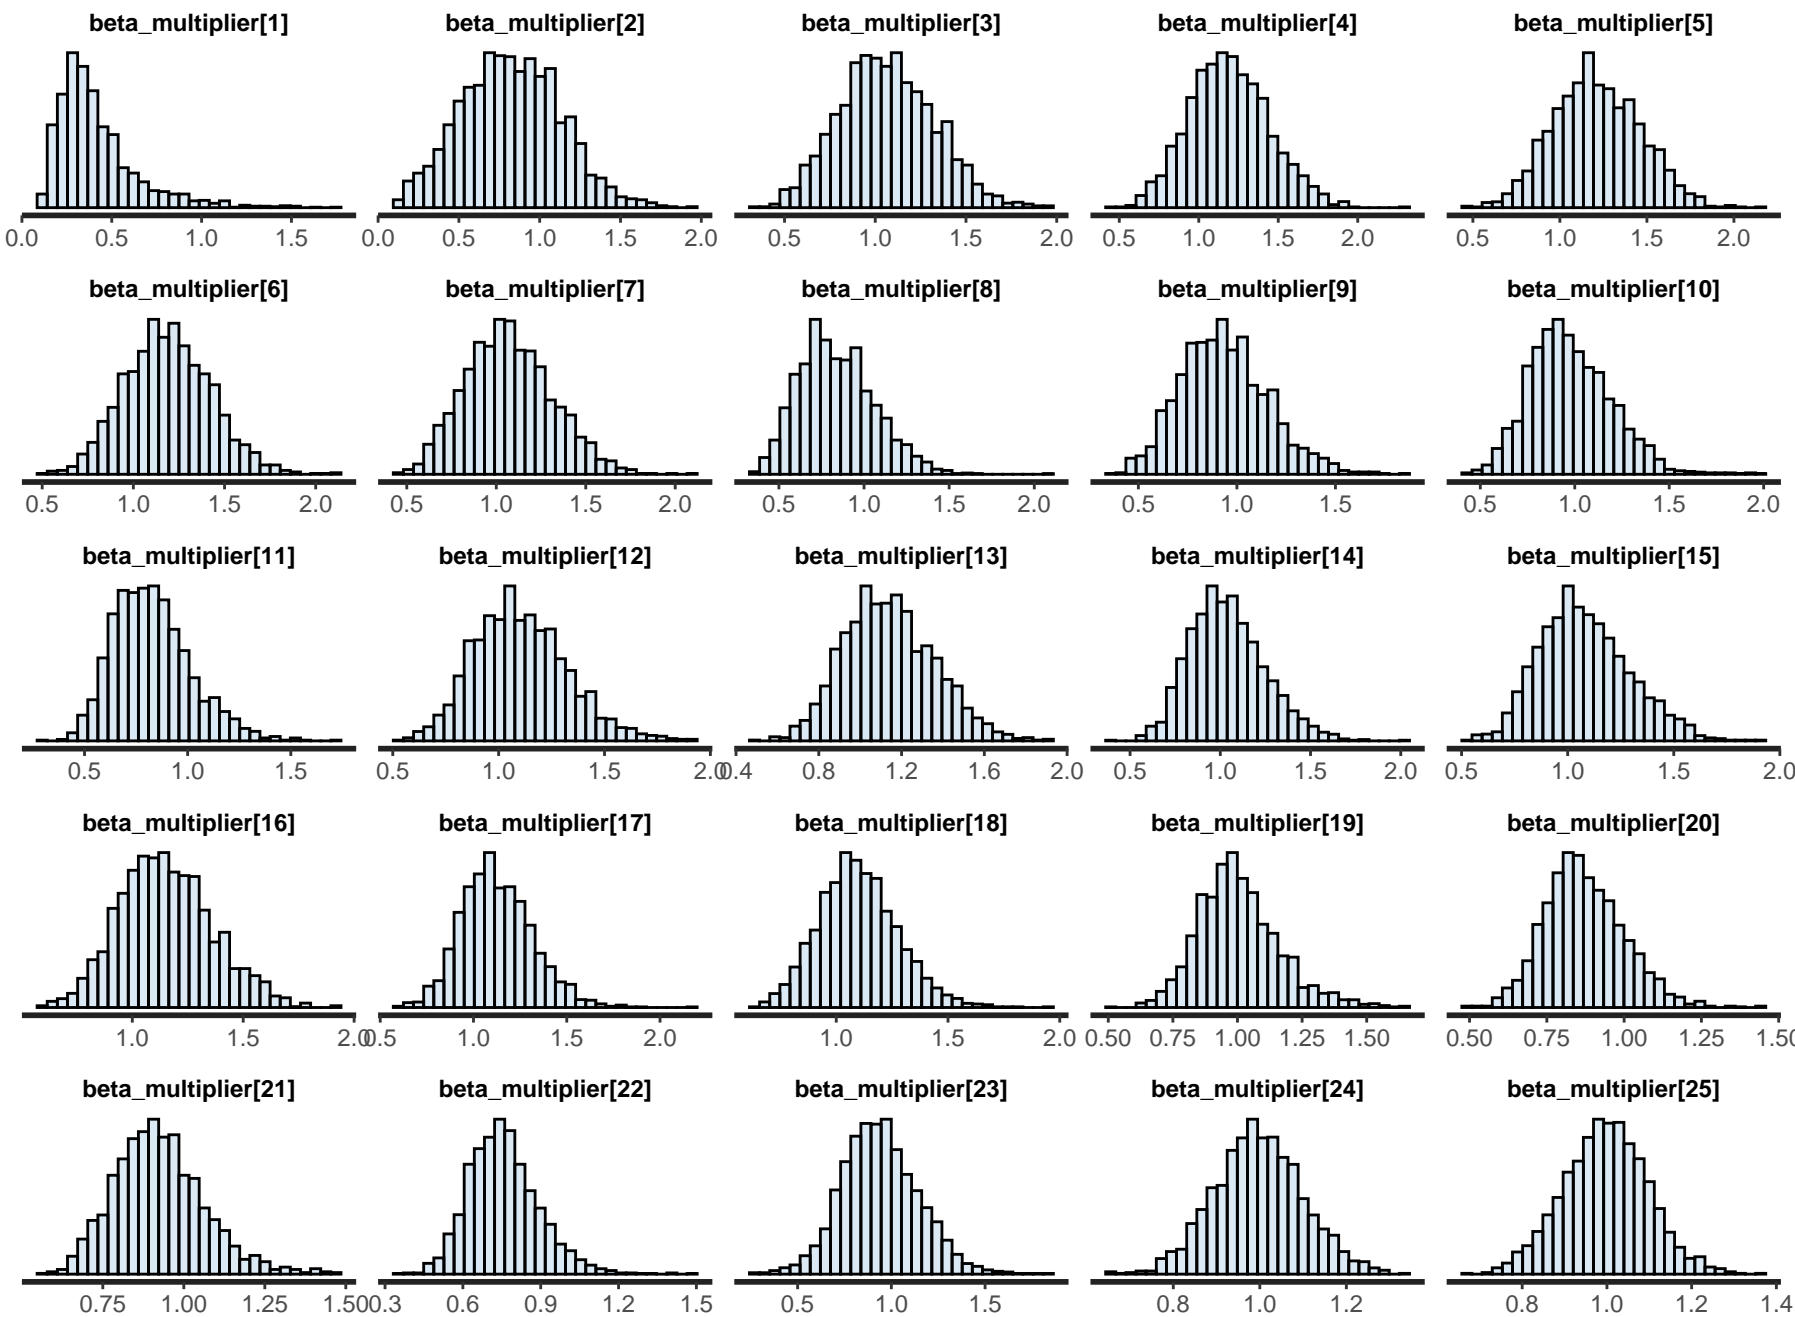 beta_multiplier[1] beta_multiplier[2] beta_multiplier[3] beta_multiplier[4] beta_multiplier[5]
0.0 0.5 1.0 1.5 0.0 0.5 1.0 1.5 2.0 0.5 1.0 1.5 2.0 0.5 1.0 1.5 2.0 0.5 1.0 1.5 2.0
beta_multiplier[6] beta_multiplier[7] beta_multiplier[8] beta_multiplier[9] beta_multiplier[10]
0.5 1.0 1.5 2.0 0.5 1.0 1.5 2.0 0.5 1.0 1.5 2.0 0.5 1.0 1.5 0.5 1.0 1.5 2.0
beta_multiplier[11] beta_multiplier[12] beta_multiplier[13] beta_multiplier[14] beta_multiplier[15]
0.5 1.0 1.5 0.5 1.0 1.5 2.0 0.4 0.8 1.2 1.6 2.0 0.5 1.0 1.5 2.0 0.5 1.0 1.5 2.0
beta_multiplier[16] beta_multiplier[17] beta_multiplier[18] beta_multiplier[19] beta_multiplier[20]
1.0 1.5 2.0 0.5 1.0 1.5 2.0 1.0 1.5 2.0 0.50 0.75 1.00 1.25 1.50 0.50 0.75 1.00 1.25 1.50
beta_multiplier[21] beta_multiplier[22] beta_multiplier[23] beta_multiplier[24] beta_multiplier[25]
0.75 1.00 1.25 1.50 0.3 0.6 0.9 1.2 1.5 0.5 1.0 1.5 0.8 1.0 1.2 0.8 1.0 1.2 1.4